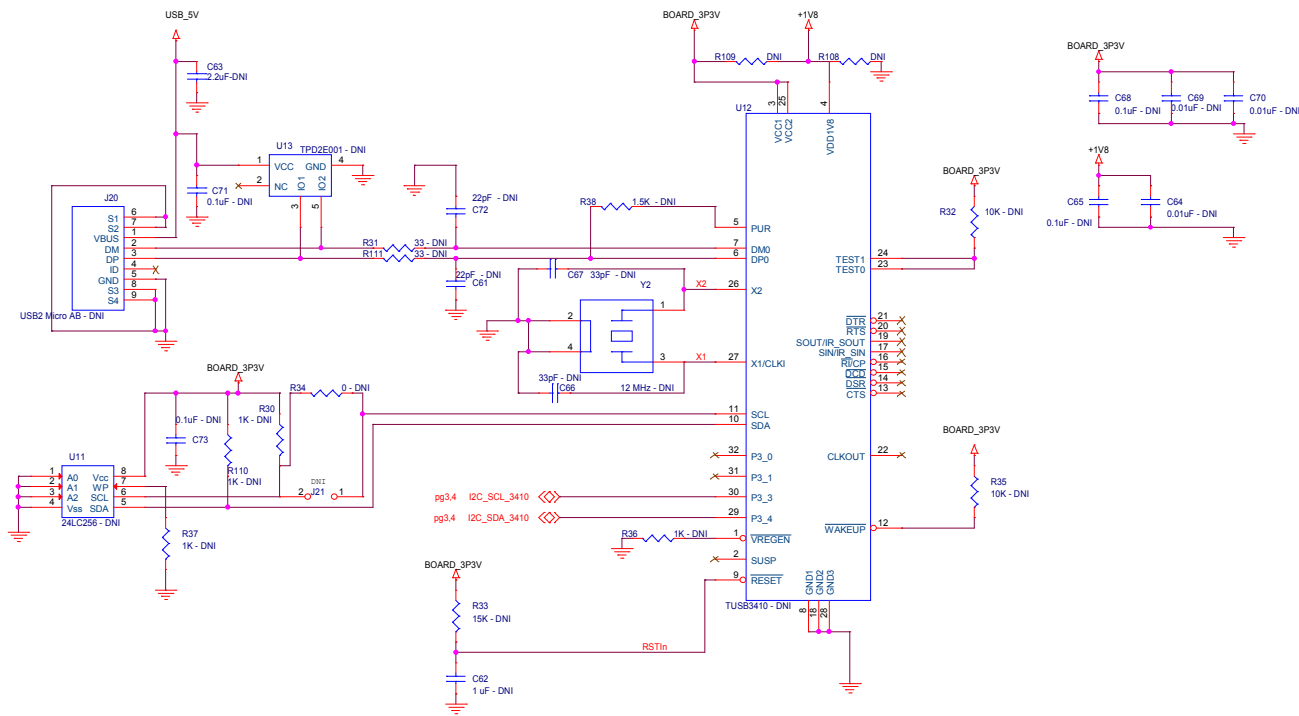 USB_5V
BOARD_3P3V
+1V8
C63
2.2uF-DNI
R109
DNI
R108
DNI
BOARD_3P3V
C68
0.1uF - DNI
C69
0.01uF - DNI
C70
0.01uF - DNI
U12
3
25
4
VCC1
VCC2
VDD1V8
U13
TPD2E001 - DNI
1
VCC
GND
4
2
NC
IO1
IO2
3
5
C71
0.1uF - DNI
+1V8
C65
0.1uF - DNI
C64
0.01uF - DNI
BOARD_3P3V
R32
10K - DNI
J20
S1
6
S2
7
VBUS
1
DM
2
DP
3
ID
4
GND
5
S3
8
S4
9
USB2 Micro AB - DNI
22pF - DNI
C72
R38
1.5K - DNI
R31
33 - DNI
R111
33 - DNI
22pF - DNI
C61
C67
33pF - DNI
Y2
X2
1
2
4
3
X1
33pF - DNI
C66
12 MHz - DNI
5
PUR
7
DM0
6
DP0
26
X2
27
X1/CLKI
11
SCL
10
SDA
32
P3_0
31
P3_1
30
P3_3
29
P3_4
1
VREGEN
2
SUSP
9
RESET
TEST1
24
TEST0
23
DTR
21
RTS
20
SOUT/IR_SOUT
19
SIN/IR_SIN
17
RI/CP
16
DCD
15
DSR
14
CTS
13
CLKOUT
22
WAKEUP
12
GND1
GND2
GND3
8
18
28
TUSB3410 - DNI
BOARD_3P3V
R35
10K - DNI
BOARD_3P3V
R34
0 - DNI
0.1uF - DNI
C73
R30
1K - DNI
R110
1K - DNI
DNI
2
J21
1
U11
1
A0
Vcc
8
2
A1
WP
7
3
A2
SCL
6
4
Vss
SDA
5
24LC256 - DNI
R37
1K - DNI
pg3,4
I2C_SCL_3410
pg3,4
I2C_SDA_3410
R36
1K - DNI
BOARD_3P3V
R33
15K - DNI
RSTIn
C62
1 uF - DNI